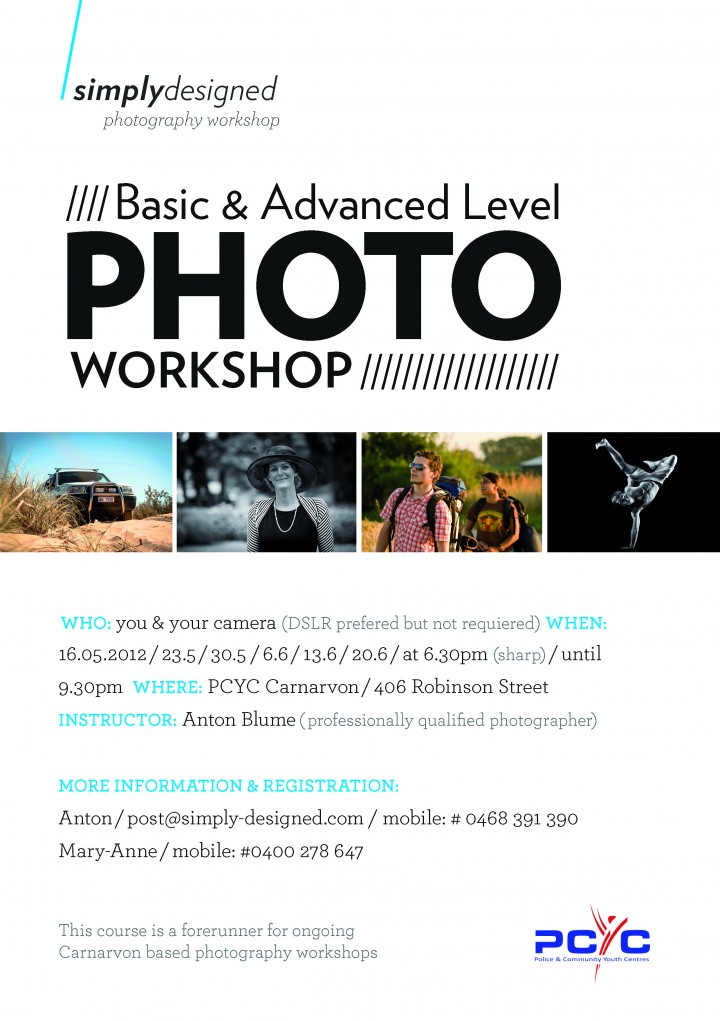 simplydesigned
photography workshop
//// Basic & Advanced Level
PHOTO
WORKSHOP ///////////////////
WHO: you & your camera (DSLR prefered but not requiered) WHEN:
16.05.2012 / 23.5 / 30.5 / 6.6 / 13.6 / 20.6 / at 6.30pm (sharp) / until
9.30pm WHERE: PCYC Carnarvon / 406 Robinson Street
INSTRUCTOR: Anton Blume (professionally qualified photographer)
MORE INFORMATION & REGISTRATION:
Anton / post@simply-designed.com / mobile: # 0468 391 390
Mary-Anne / mobile: #0400 278 647
This course is a forerunner for ongoing
Carnarvon based photography workshops
PCYC
Police & Community Youth Centres